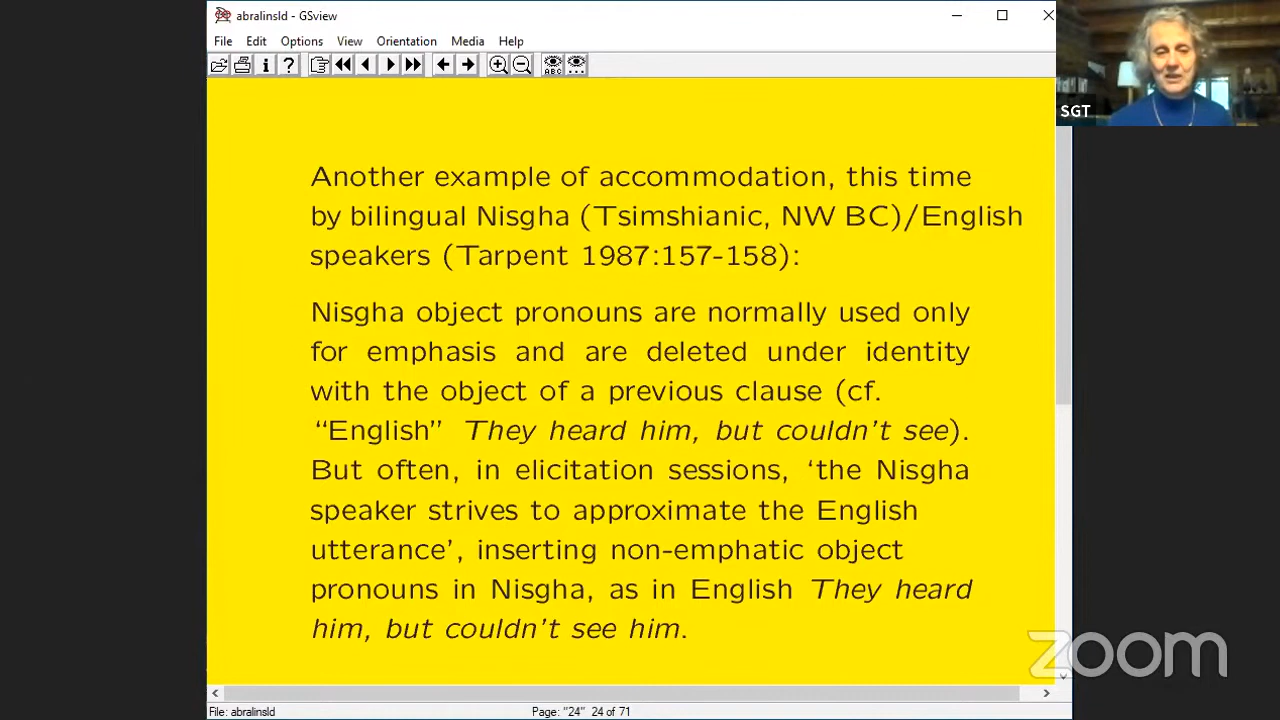 abralinsld - GSview
File Edit Options View Orientation Media Help
SGT
Another example of accommodation, this time
by bilingual Nisgha (Tsimshianic, NW BC)/English
speakers (Tarpent 1987:157-158):
Nisgha object pronouns are normally used only
for emphasis and are deleted under identity
with the object of a previous clause (cf.
“English” They heard him, but couldn’t see).
But often, in elicitation sessions, ‘the Nisgha
speaker strives to approximate the English
utterance’, inserting non-emphatic object
pronouns in Nisgha, as in English They heard
him, but couldn’t see him.
zoom
File: abralinsld Page: "24" 24 of 71